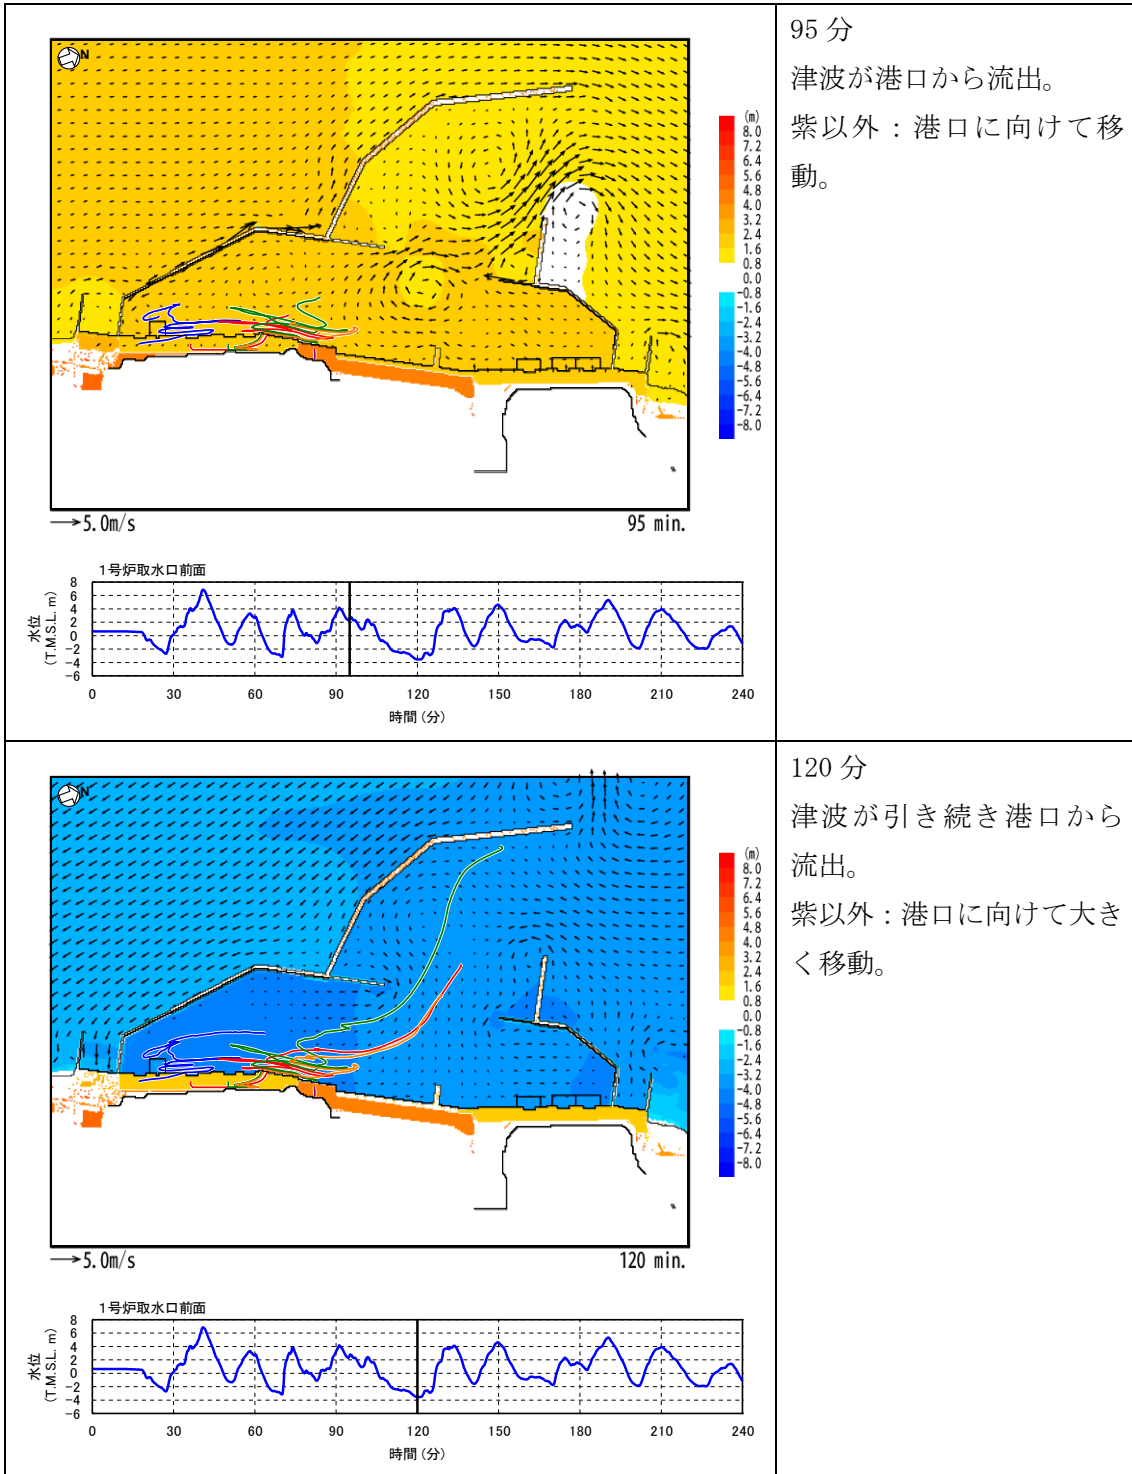 N
95 分
津波が港口から流出。
紫以外：港口に向けて移
動。
(m)
8.0
7.2
6.4
5.6
4.8
4.0
3.2
2.4
1.6
0.8
0.0
-0.8
-1.6
-2.4
-3.2
-4.0
-4.8
-5.6
-6.4
-7.2
-8.0
5.0m/s
95 min.
1号炉取水口前面
水位
(T.M.S.L. m)
8
6
4
2
0
-2
-4
-6
0 30 60 90 120 150 180 210 240
時間(分)
N
120 分
津波が引き続き港口から
流出。
紫以外：港口に向けて大き
く移動。
(m)
8.0
7.2
6.4
5.6
4.8
4.0
3.2
2.4
1.6
0.8
0.0
-0.8
-1.6
-2.4
-3.2
-4.0
-4.8
-5.6
-6.4
-7.2
-8.0
5.0m/s
120 min.
1号炉取水口前面
水位
(T.M.S.L. m)
8
6
4
2
0
-2
-4
-6
0 30 60 90 120 150 180 210 240
時間(分)